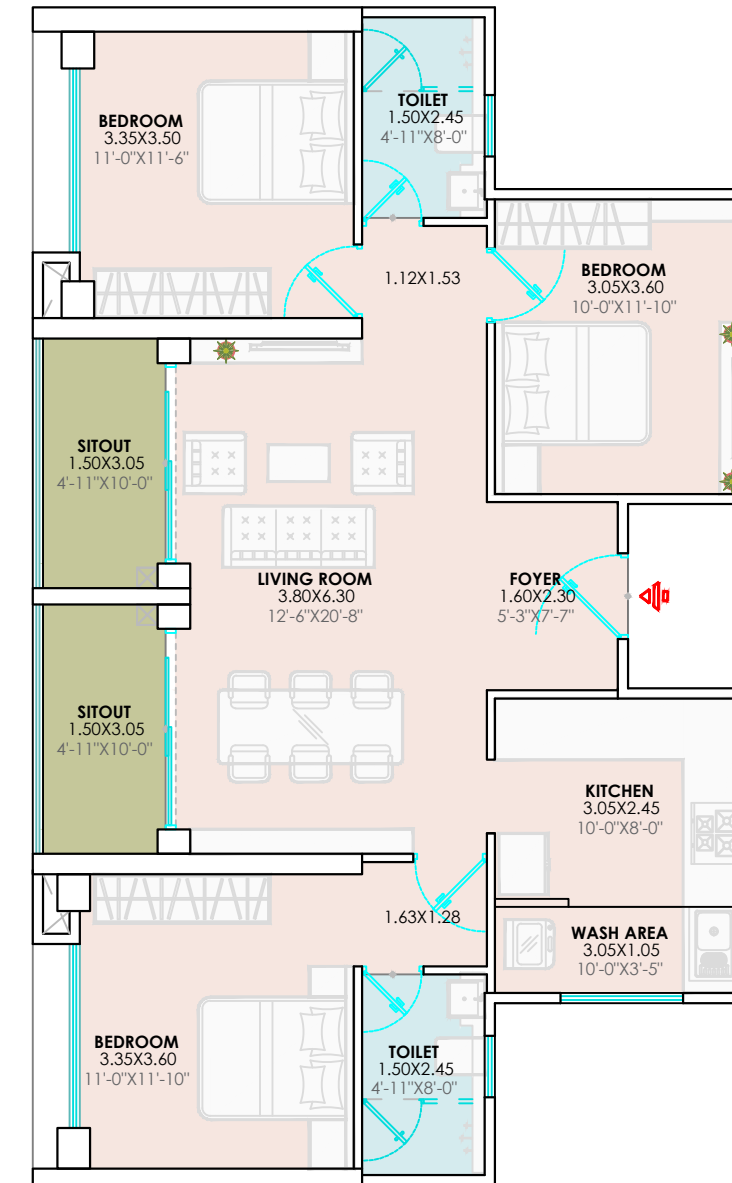 BEDROOM
3.35X3.50
11'-0"X11'-6"
TOILET
1.50X2.45
4'-11"X8'-0"
1.12X1.53
BEDROOM
3.05X3.60
10'-0"X11'-10"
SITOUT
1.50X3.05
4'-11"X10'-0"
LIVING ROOM
3.80X6.30
12'-6"X20'-8"
FOYER
1.60X2.30
5'-3"X7'-7"
SITOUT
1.50X3.05
4'-11"X10'-0"
KITCHEN
3.05X2.45
10'-0"X8'-0"
1.63X1.28
WASH AREA
3.05X1.05
10'-0"X3'-5"
BEDROOM
3.35X3.60
11'-0"X11'-10"
TOILET
1.50X2.45
4'-11"X8'-0"